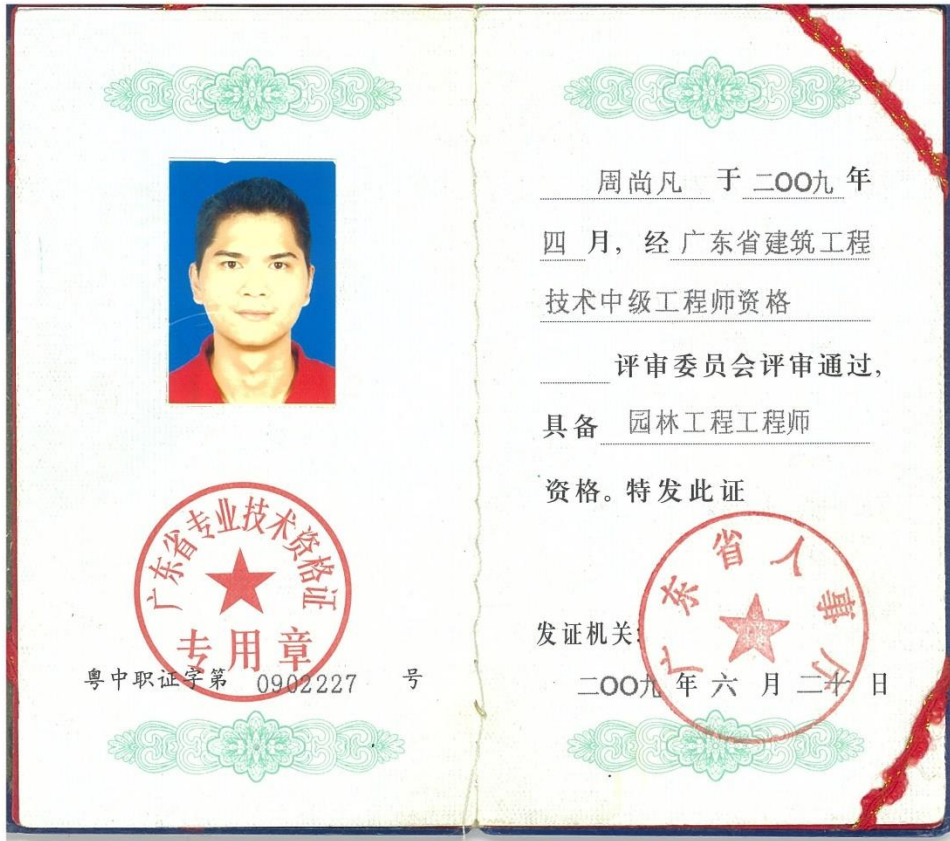 广东省专业技术资格证
专用章
粤中职证字第 0902227 号
周尚凡 于 二OO九 年
四 月，经 广东省建筑工程
技术中级工程师资格
评审委员会评审通过，
具备 园林工程工程师
资格。特发此证
广东省人事厅
发证机关：
二OO九 年 六 月 二十 日